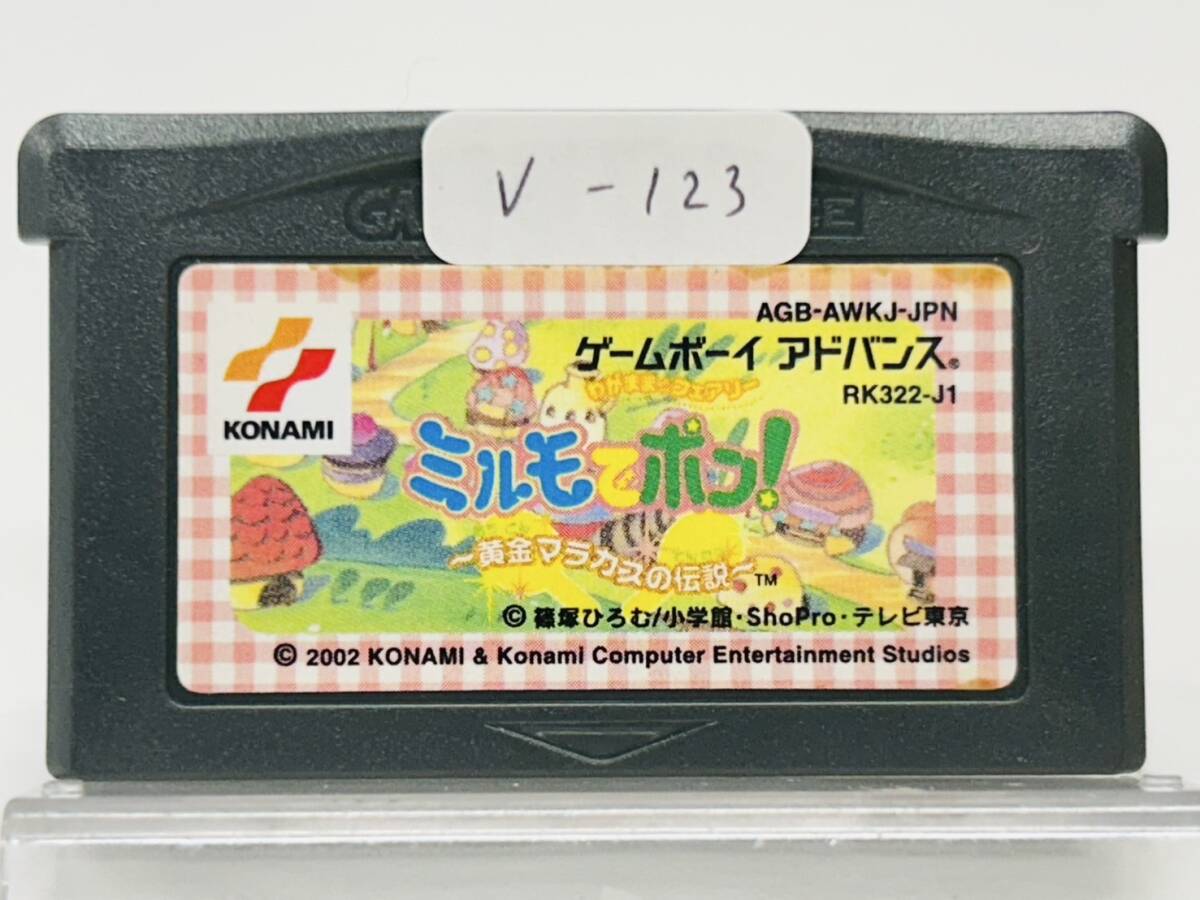 V - 123
AGB-AWKJ-JPN
ゲームボーイ アドバンス®
RK322-J1
KONAMI
わがまま☆フェアリー
ミルモでポン!
~黄金マラカスの伝説~™
© 篠塚ひろむ/小学館・ShoPro・テレビ東京
© 2002 KONAMI & Konami Computer Entertainment Studios